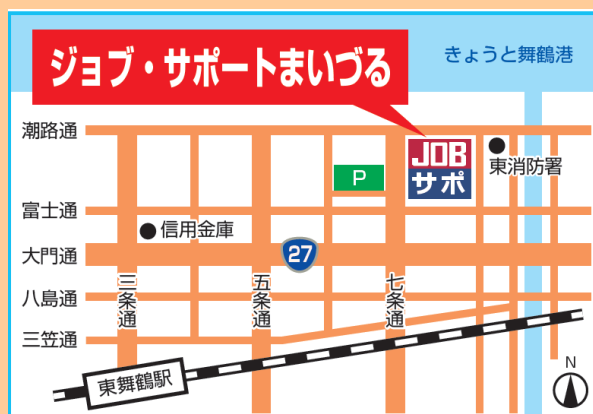 ジョブ・サポートまいづる
きょうと舞鶴港
潮路通
JOB
サポ
東消防署
P
富士通
信用金庫
大門通
27
三条通
五条通
七条通
八島通
三笠通
東舞鶴駅
N